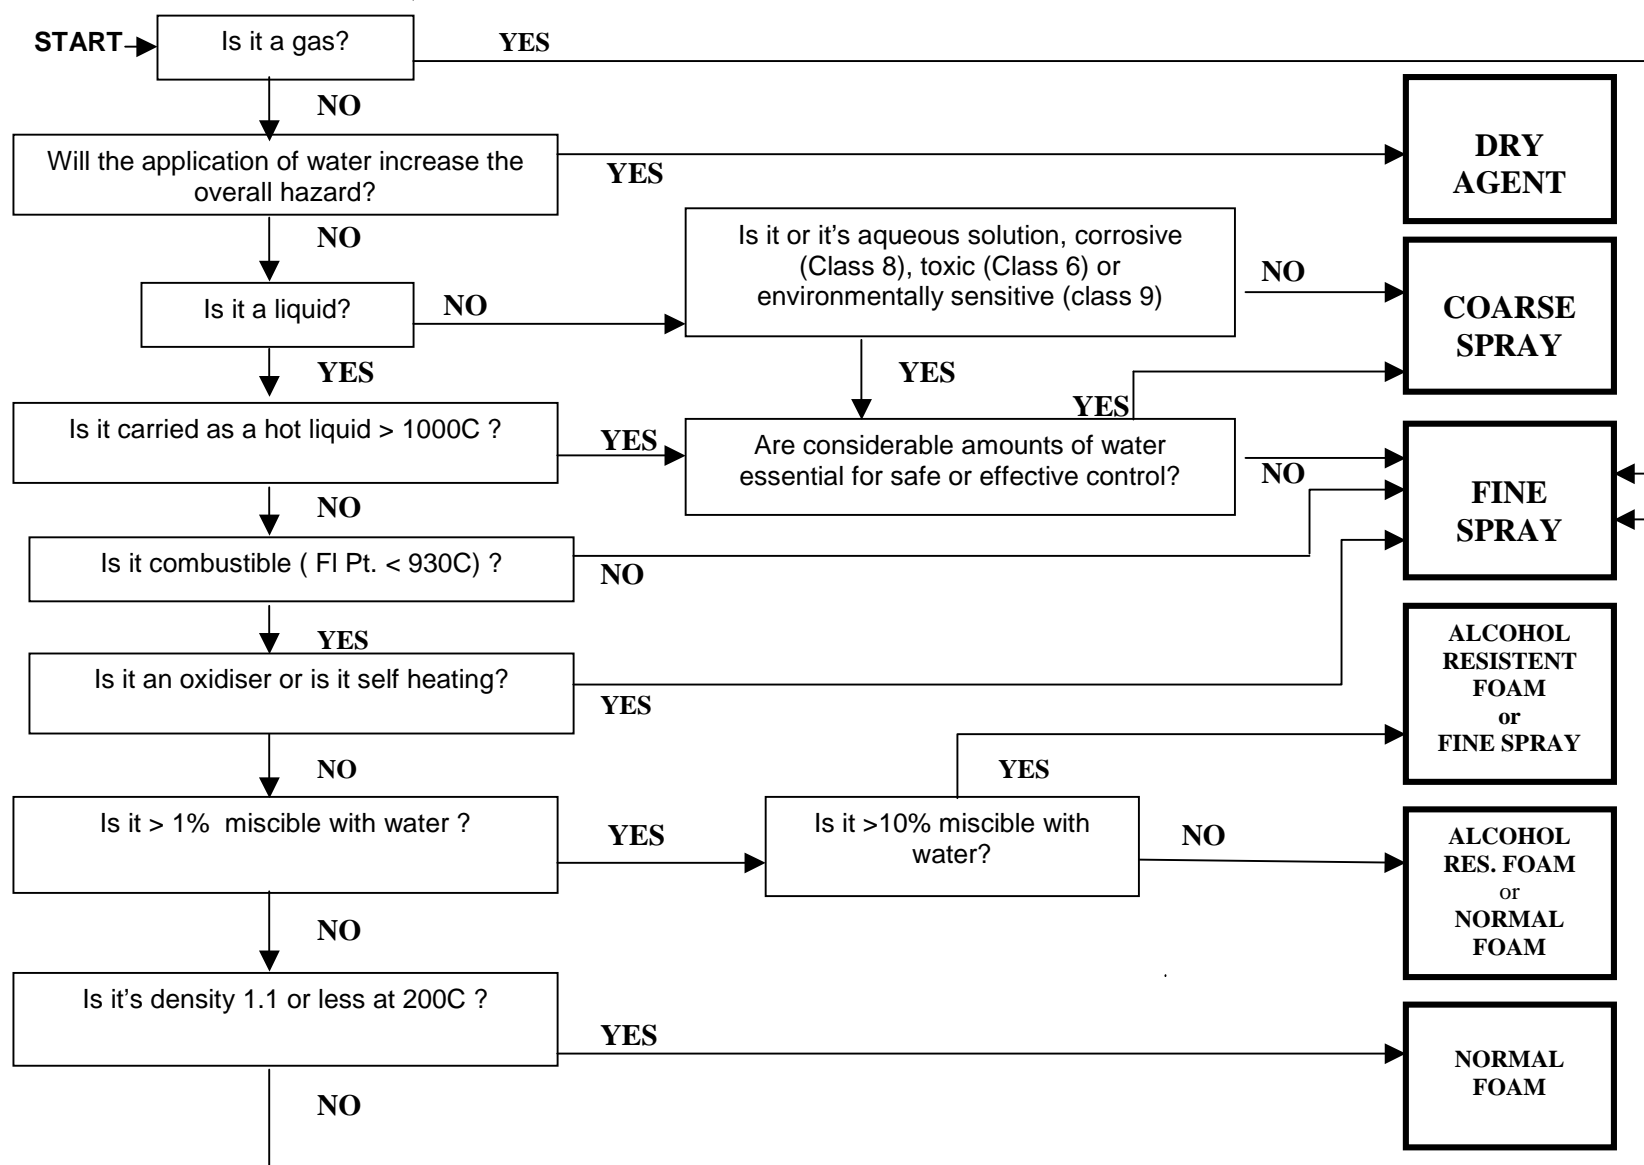 START
Is it a gas?
YES
NO
Will the application of water increase the
overall hazard?
YES
DRY
AGENT
NO
Is it a liquid?
NO
Is it or it's aqueous solution, corrosive
(Class 8), toxic (Class 6) or
environmentally sensitive (class 9)
NO
COARSE
SPRAY
YES
YES
Is it carried as a hot liquid > 1000C ?
YES
Are considerable amounts of water
essential for safe or effective control?
YES
NO
FINE
SPRAY
NO
Is it combustible ( Fl Pt. < 930C) ?
NO
YES
Is it an oxidiser or is it self heating?
YES
ALCOHOL
RESISTENT
FOAM
or
FINE SPRAY
NO
Is it > 1%  miscible with water ?
YES
Is it >10% miscible with
water?
YES
NO
ALCOHOL
RES. FOAM
or
NORMAL
FOAM
NO
Is it's density 1.1 or less at 200C ?
YES
NORMAL
FOAM
NO